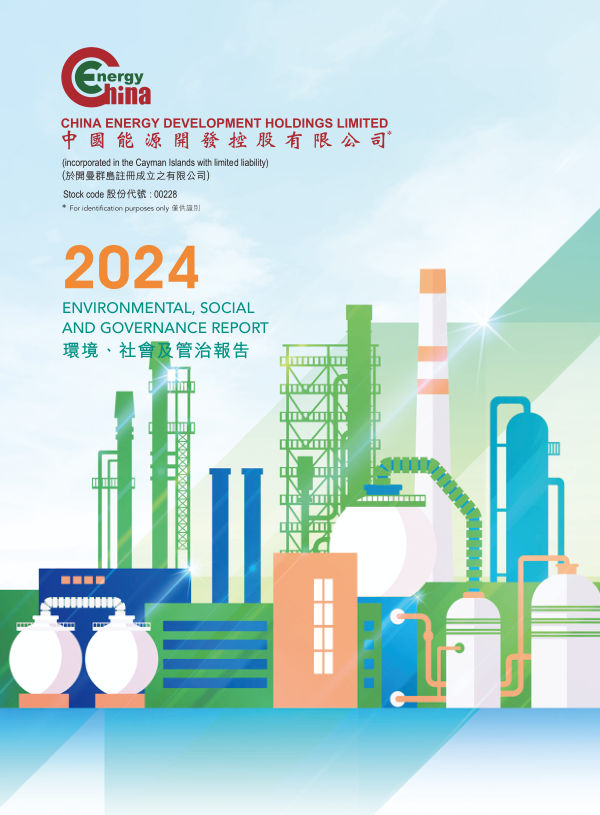 Energy
China
CHINA ENERGY DEVELOPMENT HOLDINGS LIMITED
中國能源開發控股有限公司*
(incorporated in the Cayman Islands with limited liability)
(於開曼群島註冊成立之有限公司)
Stock code 股份代號 : 00228
* For identification purposes only 僅供識別
2024
ENVIRONMENTAL, SOCIAL
AND GOVERNANCE REPORT
環境、社會及管治報告